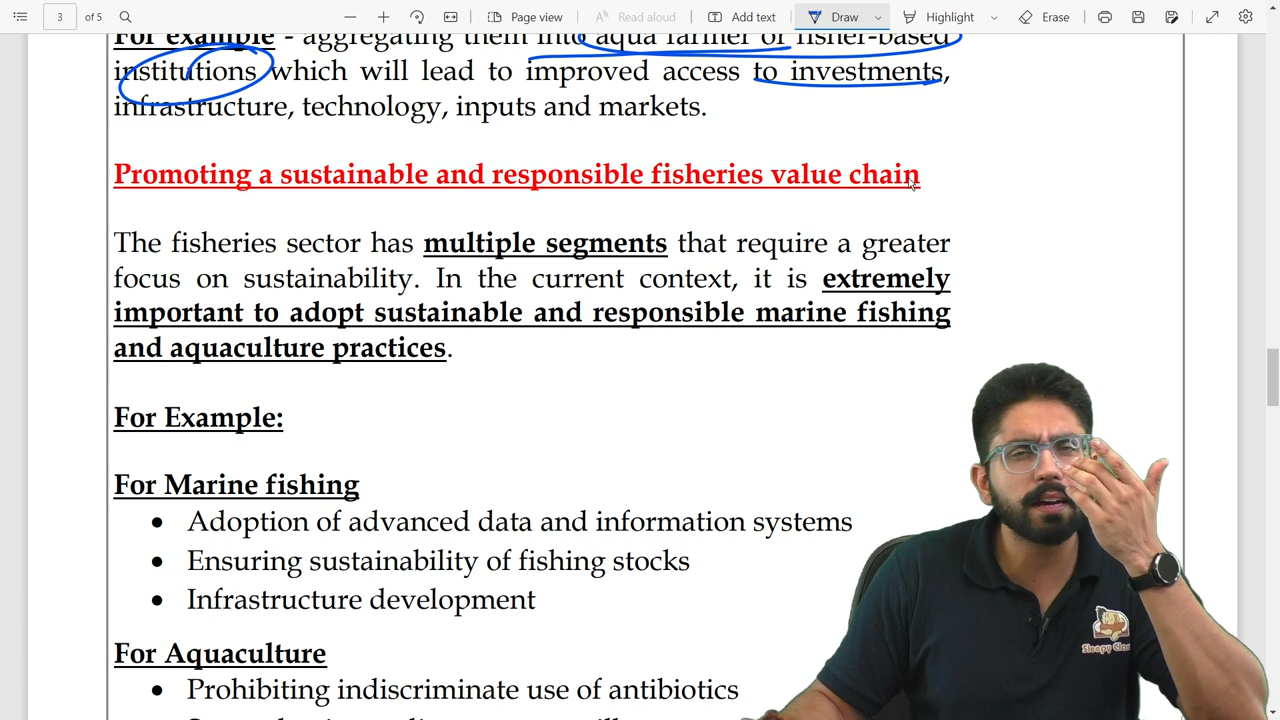 3 of 5
Page view
Read aloud
Add text
Draw
Highlight
Erase
For example - aggregating them into aqua farmer or fisher-based
institutions which will lead to improved access to investments,
infrastructure, technology, inputs and markets.
Promoting a sustainable and responsible fisheries value chain
The fisheries sector has multiple segments that require a greater
focus on sustainability. In the current context, it is extremely
important to adopt sustainable and responsible marine fishing
and aquaculture practices.
For Example:
For Marine fishing
• Adoption of advanced data and information systems
• Ensuring sustainability of fishing stocks
• Infrastructure development
Sleepy Clas
For Aquaculture
• Prohibiting indiscriminate use of antibiotics